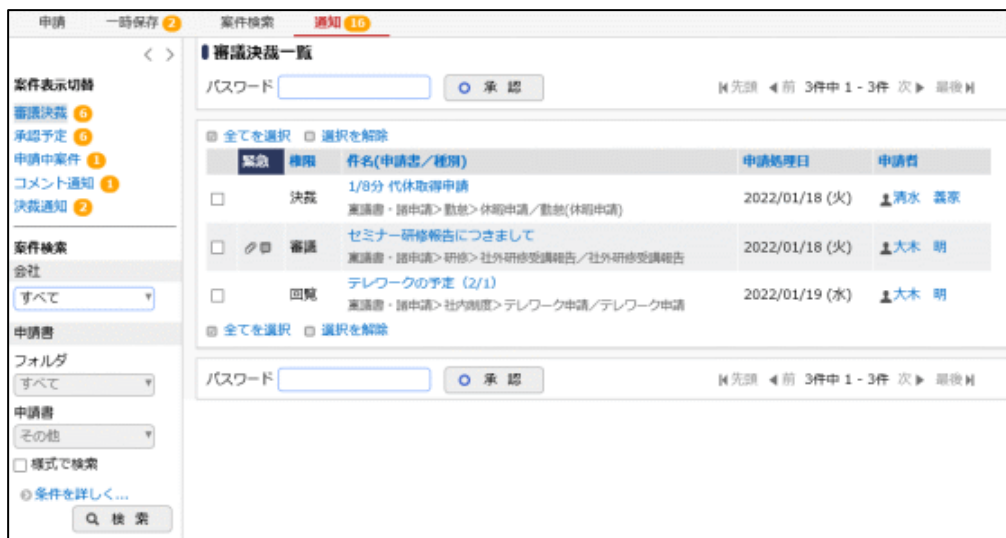 申請 一時保存 2 案件検索 通知 16
審議決裁一覧
案件表示切替
審議決裁 6
承認予定 6
申請中案件 1
コメント通知 1
決裁通知 2
案件検索
会社
すべて
申請書
フォルダ
すべて
申請書
その他
様式で検索
条件を詳しく...
検 索
パスワード 承 認 先頭 前 3件中 1 - 3件 次 最後
全てを選択 選択を解除
緊急 権限 件名(申請書／種別) 申請処理日 申請者
決裁 1/8分 代休取得申請 2022/01/18 (火) 清水 義家
稟議書・諸申請>勤怠>休暇申請／勤怠(休暇申請)
審議 セミナー研修報告につきまして 2022/01/18 (火) 大木 明
稟議書・諸申請>研修>社外研修受講報告／社外研修受講報告
回覧 テレワークの予定（2/1） 2022/01/19 (水) 大木 明
稟議書・諸申請>社内制度>テレワーク申請／テレワーク申請
全てを選択 選択を解除
パスワード 承 認 先頭 前 3件中 1 - 3件 次 最後